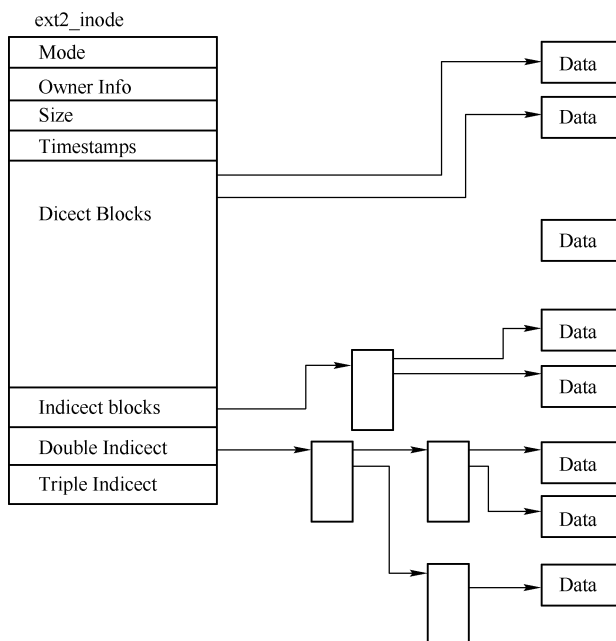 ext2_inode
Mode
Owner Info
Size
Timestamps
Dicect Blocks
Indicect blocks
Double Indicect
Triple Indicect
Data
Data
Data
Data
Data
Data
Data
Data